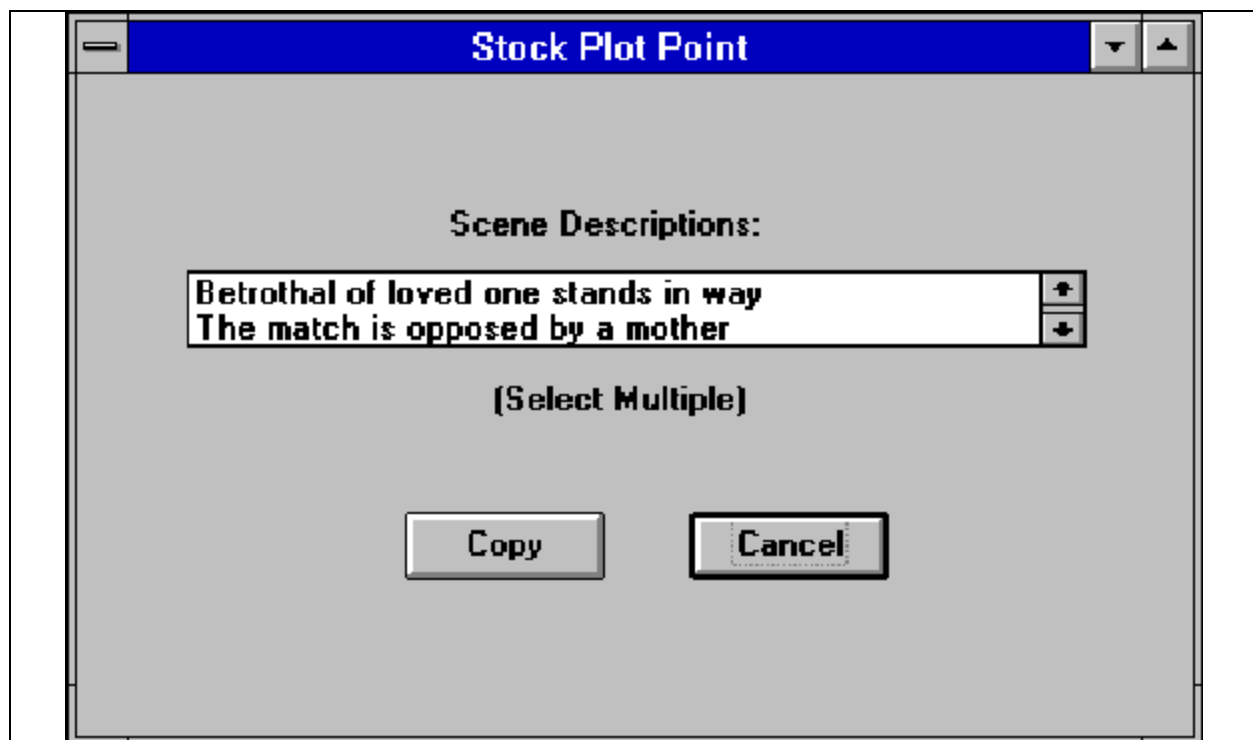 Stock Plot Point
Scene Descriptions:
Betrothal of loved one stands in way
The match is opposed by a mother
(Select Multiple)
Copy
Cancel